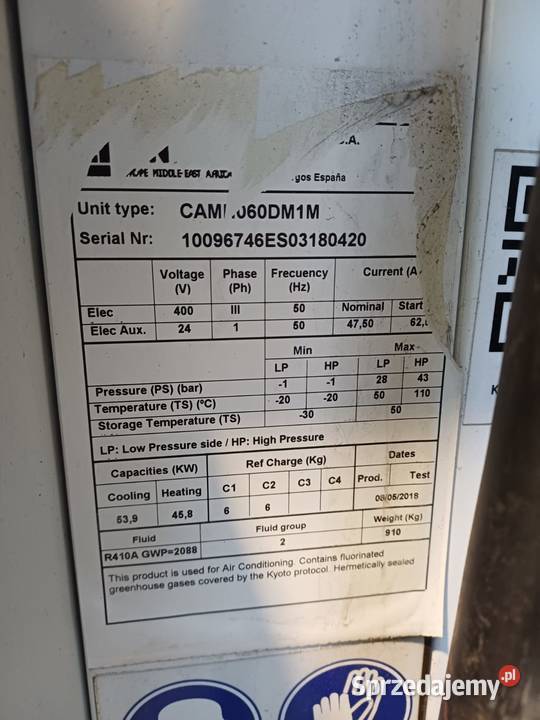 .A.
MIDDLE-EAST AFRICA
gos España
Unit type: CAM 060DM1M
Serial Nr: 10096746ES03180420
Voltage (V) Phase (Ph) Frecuency (Hz) Current (A
Nominal Start
Elec 400 III 50
Elec Aux. 24 1 50 47,50 62,
Min Max
LP HP LP HP
Pressure (PS) (bar) -1 -1 28 43
Temperature (TS) (ºC) -20 -20 50 110
Storage Temperature (TS) -30 50
LP: Low Pressure side / HP: High Pressure
Capacities (KW) Ref Charge (Kg) Dates
Cooling Heating C1 C2 C3 C4 Prod. Test
53,9 45,8 6 6 08/05/2018
Fluid Fluid group Weight (Kg)
R410A GWP=2088 2 910
This product is used for Air Conditioning. Contains fluorinated
greenhouse gases covered by the Kyoto protocol. Hermetically sealed
K
Sprzedajemy.pl